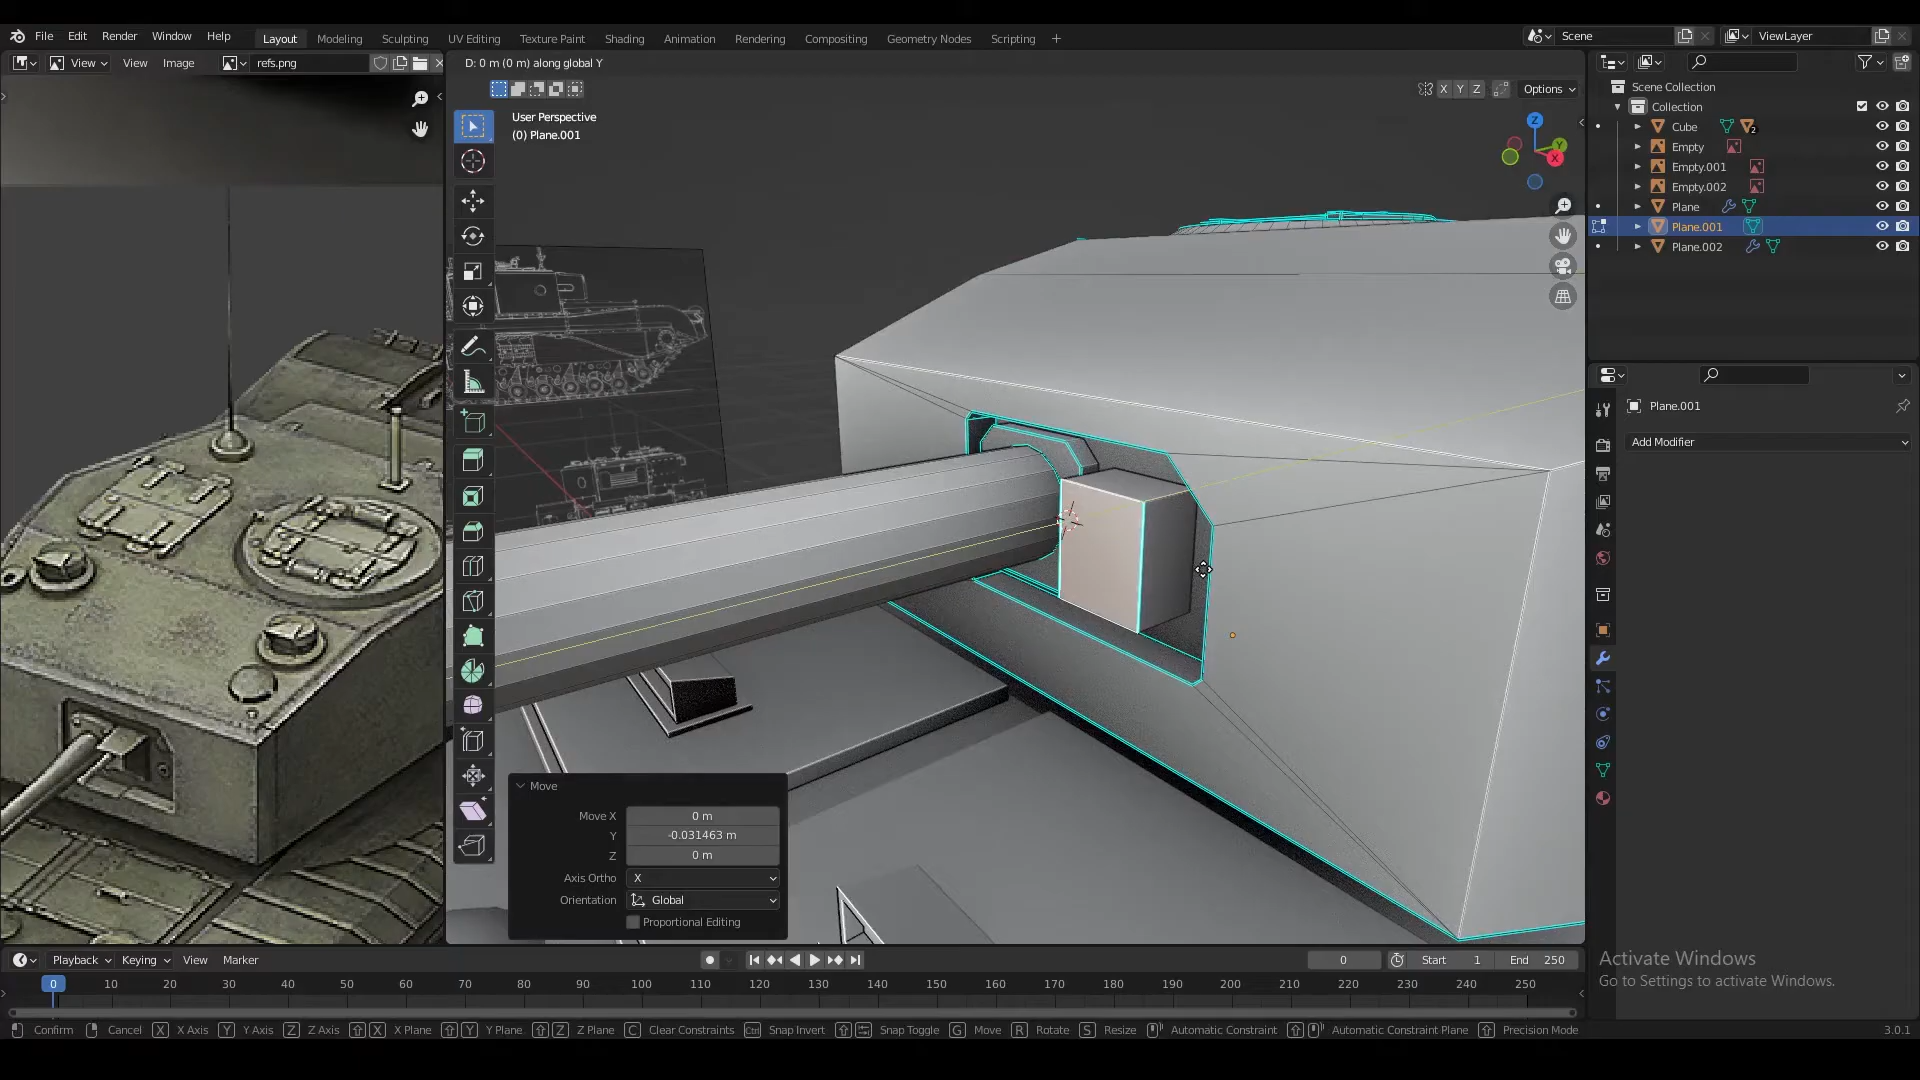 File Edit Render Window Help
Layout Modeling Sculpting UV Editing Texture Paint Shading Animation Rendering Compositing Geometry Nodes Scripting +
Scene
ViewLayer
View View Image refs.png
D: 0 m (0 m) along global Y
X Y Z Options
User Perspective
(0) Plane.001
Z
Y
X
Scene Collection
Collection
Cube 2
Empty
Empty.001
Empty.002
Plane
Plane.001
Plane.002
Plane.001
Add Modifier
Move
Move X 0 m
Y -0.031463 m
Z 0 m
Axis Ortho X
Orientation Global
Proportional Editing
Activate Windows
Go to Settings to activate Windows.
Playback Keying View Marker
0 Start 1 End 250
0 10 20 30 40 50 60 70 80 90 100 110 120 130 140 150 160 170 180 190 200 210 220 230 240 250
Confirm Cancel X X Axis Y Y Axis Z Z Axis X X Plane Y Y Plane Z Z Plane C Clear Constraints Ctrl Snap Invert Snap Toggle G Move R Rotate S Resize Automatic Constraint Automatic Constraint Plane Precision Mode 3.0.1